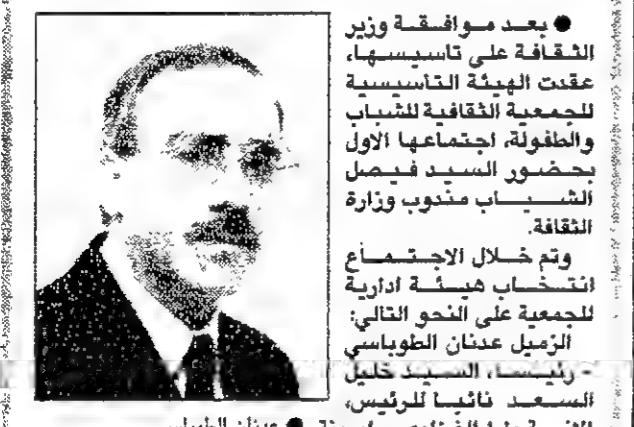 ● بعد موافقة وزير
الثقافة على تاسيسها،
عقدت الهيئة التأسيسية
للجمعية الثقافية للشباب
والطفولة، اجتماعها الاول
بحضور السيد فيصل
الشياب مندوب وزارة
الثقافة.
وتم خلال الاجتماع
انتخاب هيئة ادارية
للجمعية على النحو التالي:
الزميل عدنان الطوباسي
- رئيسا، السيد خليل
السعد نائبا للرئيس،
● عدنان الطوباسي